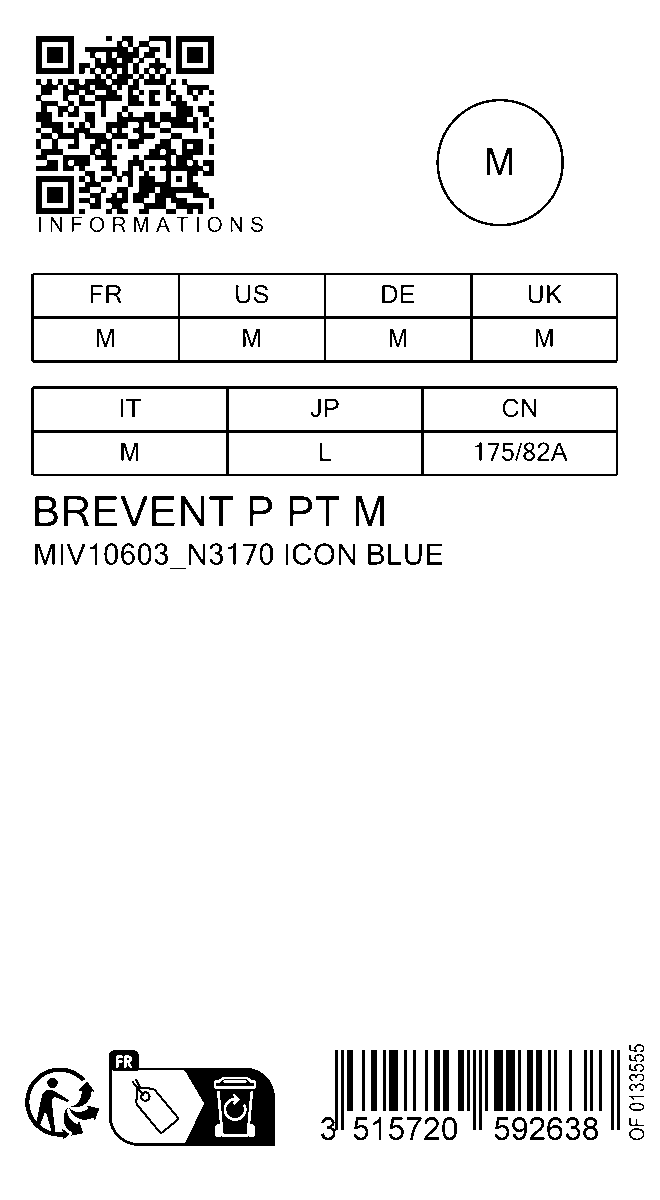 INFORMATIONS
M
FR US DE UK
M M M M
IT JP CN
M L 175/82A
BREVENT P PT M
MIV10603_N3170 ICON BLUE
FR
3 515720 592638
OF 0133555